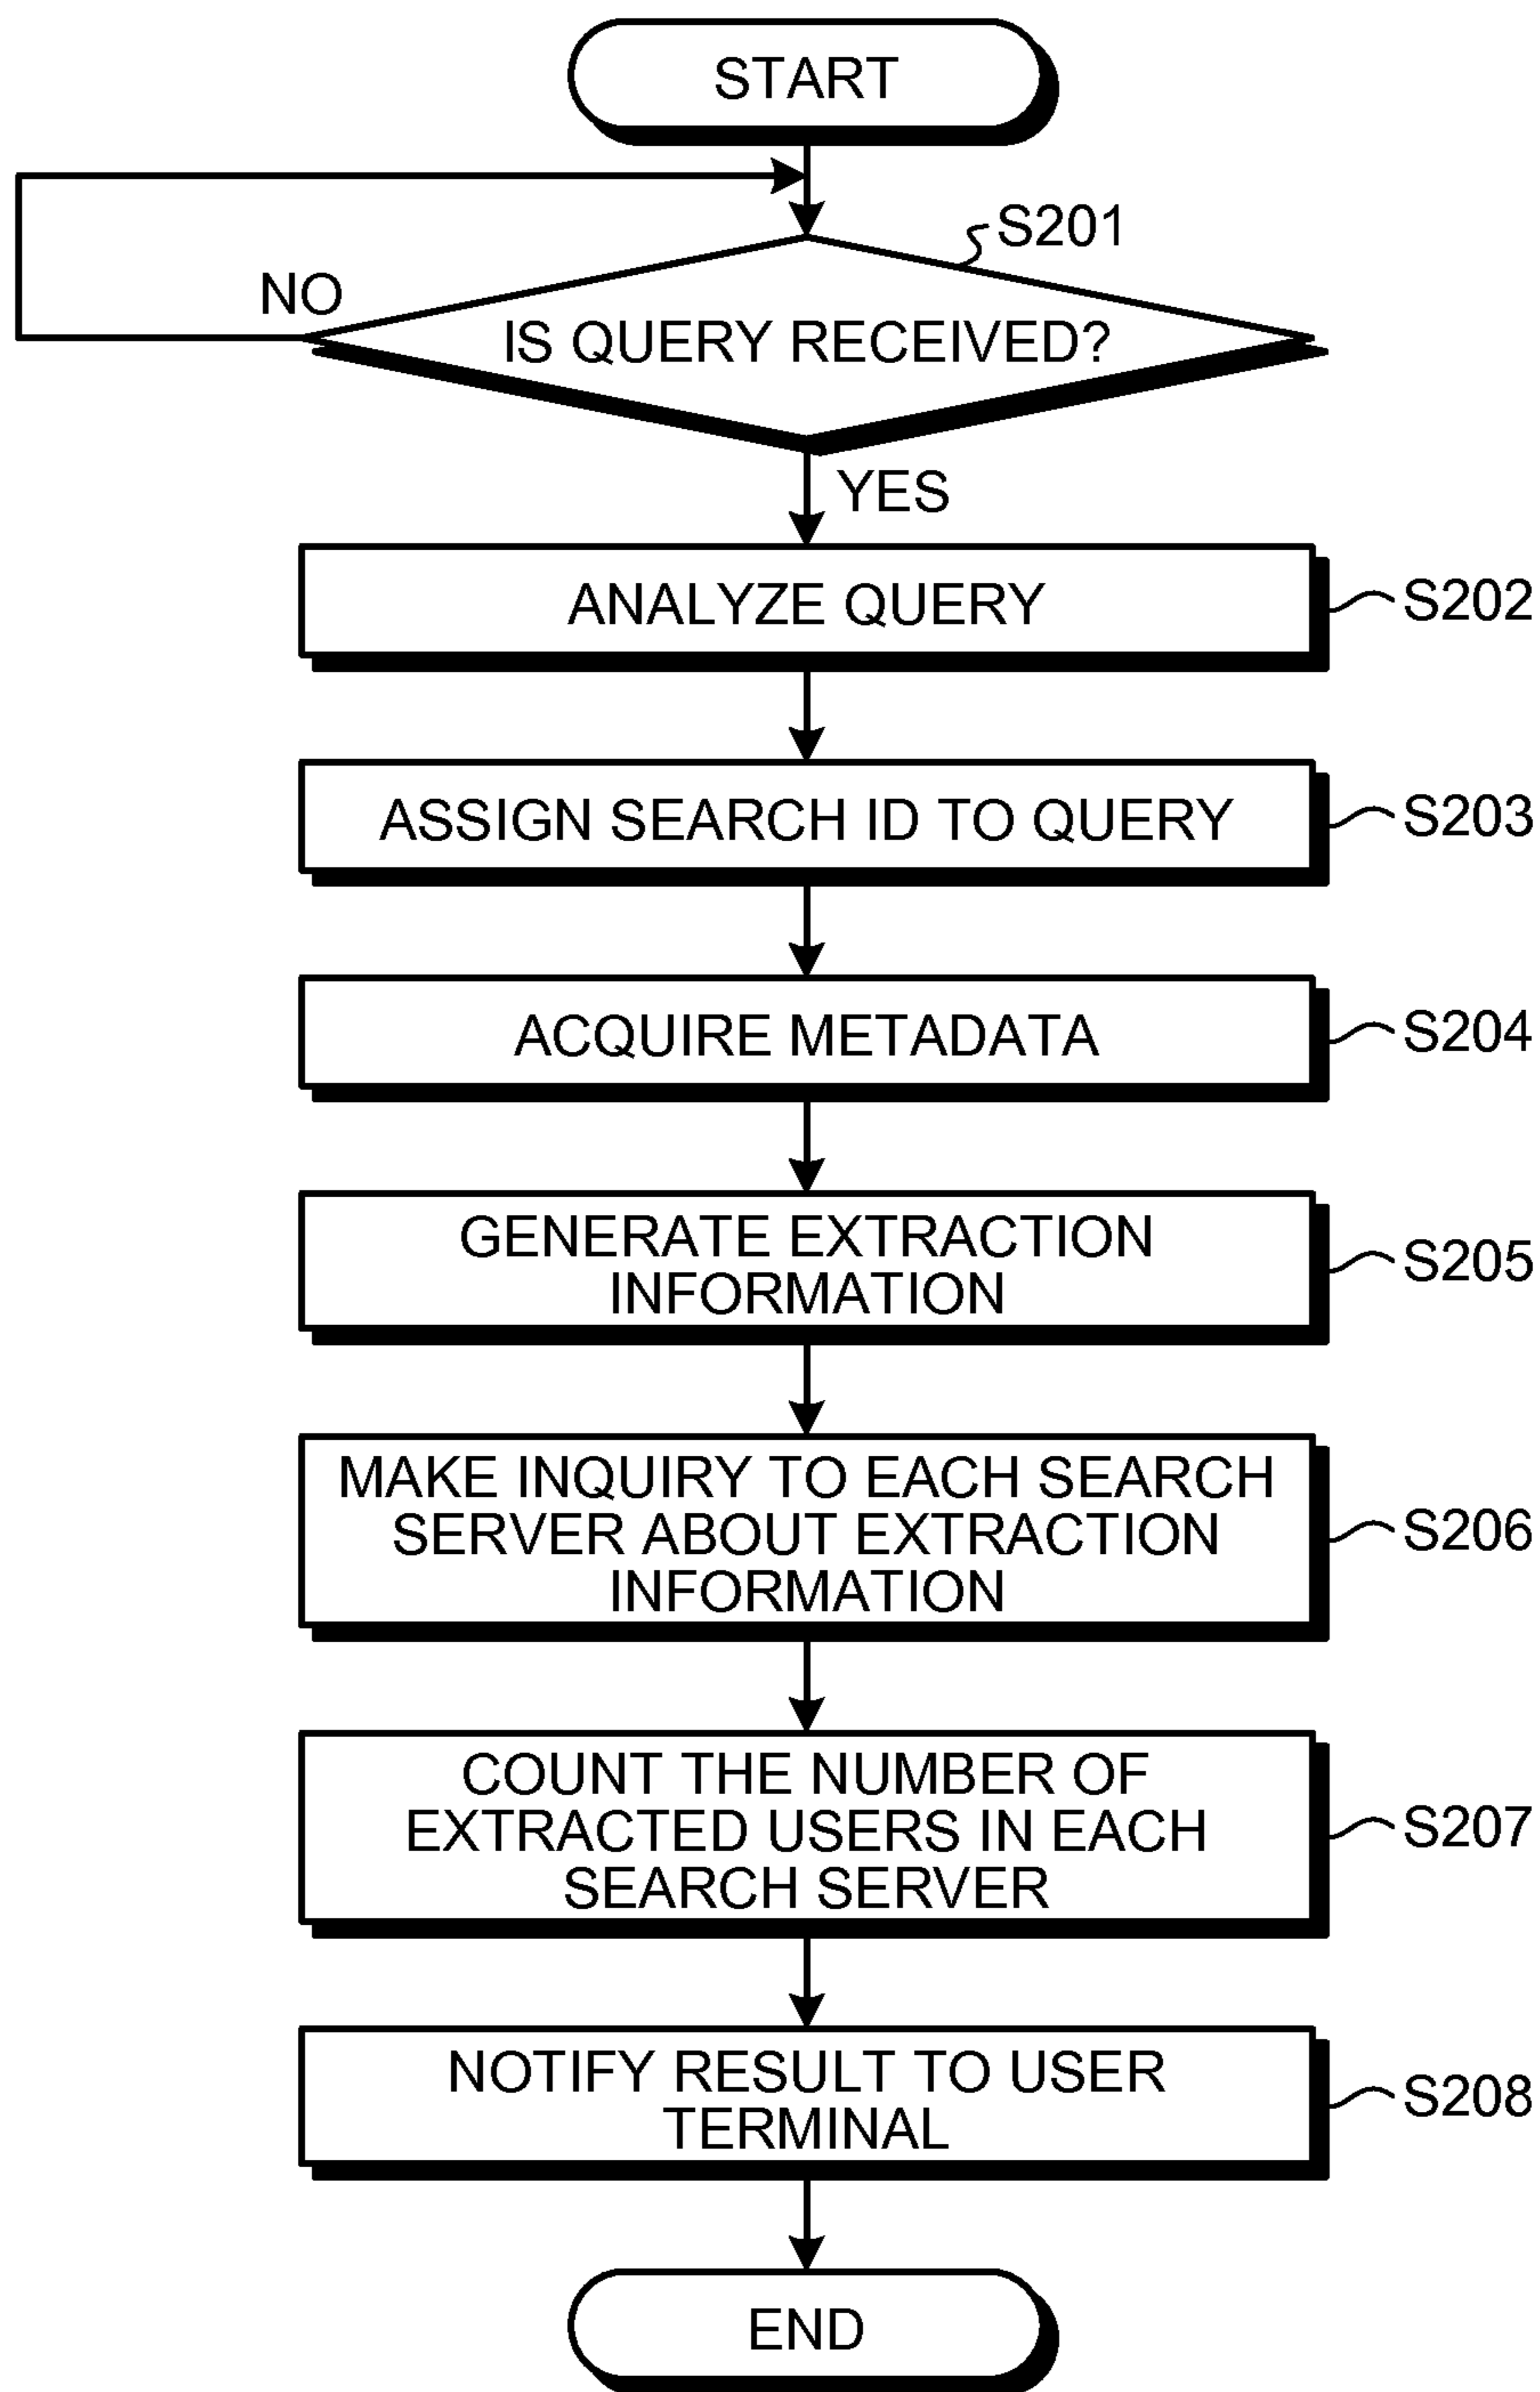 START
S201
NO
IS QUERY RECEIVED?
YES
ANALYZE QUERY
S202
ASSIGN SEARCH ID TO QUERY
S203
ACQUIRE METADATA
S204
GENERATE EXTRACTION
INFORMATION
S205
MAKE INQUIRY TO EACH SEARCH
SERVER ABOUT EXTRACTION
INFORMATION
S206
COUNT THE NUMBER OF
EXTRACTED USERS IN EACH
SEARCH SERVER
S207
NOTIFY RESULT TO USER
TERMINAL
S208
END